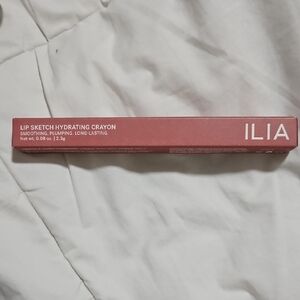 LIP SKETCH HYDRATING CRAYON
SMOOTHING. PLUMPING. LONG-LASTING.
Net wt. 0.08 oz. | 2.3g
ILIA